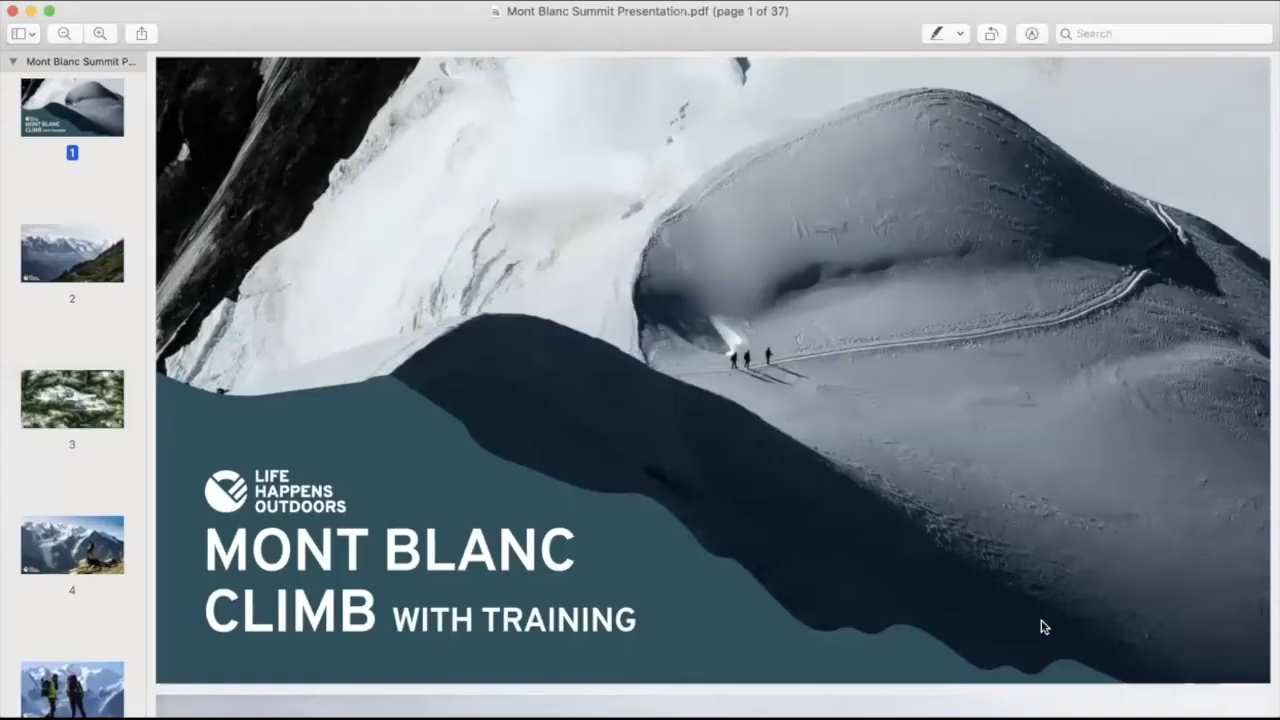 Mont Blanc Summit Presentation.pdf (page 1 of 37)
Search
Mont Blanc Summit P...
1
2
3
4
LIFE
HAPPENS
OUTDOORS
MONT BLANC
CLIMB WITH TRAINING